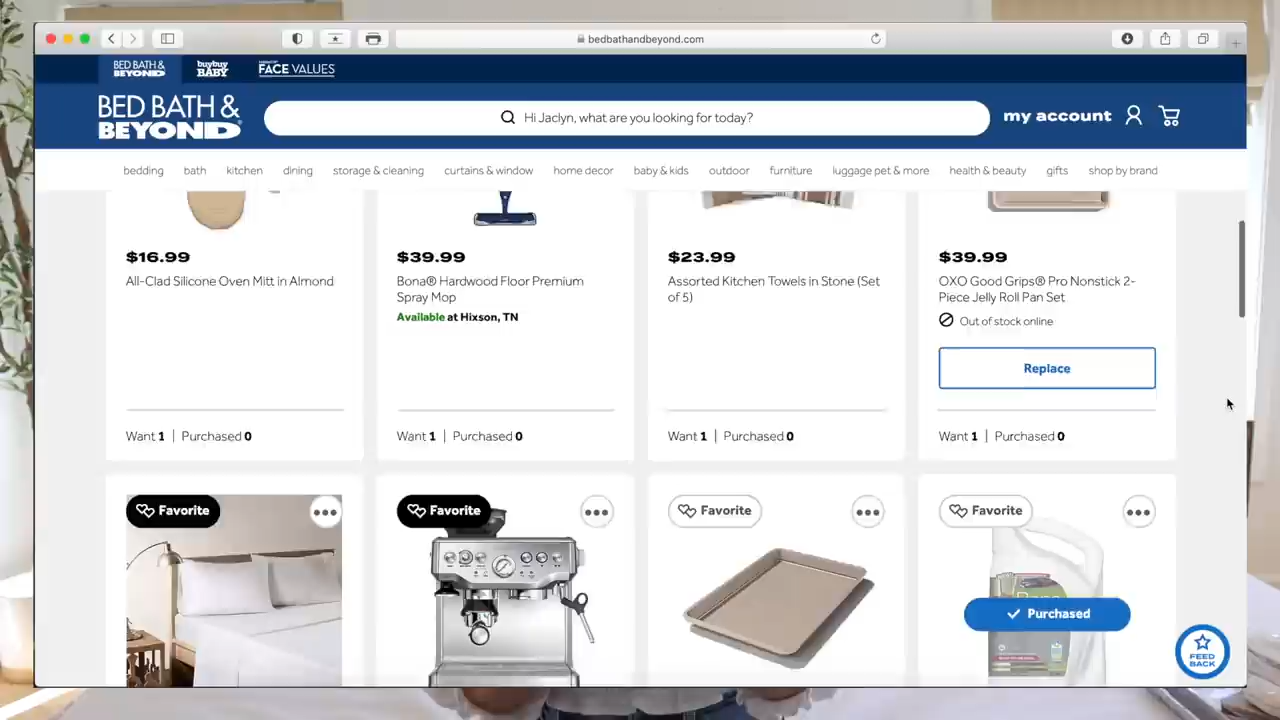 bedbathandbeyond.com
BED BATH &
BEYOND
buybuy
BABY
FACE VALUES
BED BATH &
BEYOND
Hi Jaclyn, what are you looking for today?
my account
bedding bath kitchen dining storage & cleaning curtains & window home decor baby & kids outdoor furniture luggage pet & more health & beauty gifts shop by brand
$16.99
All-Clad Silicone Oven Mitt in Almond
Want 1 | Purchased 0
$39.99
Bona® Hardwood Floor Premium
Spray Mop
Available at Hixson, TN
Want 1 | Purchased 0
$23.99
Assorted Kitchen Towels in Stone (Set
of 5)
Want 1 | Purchased 0
$39.99
OXO Good Grips® Pro Nonstick 2-
Piece Jelly Roll Pan Set
Out of stock online
Replace
Want 1 | Purchased 0
Favorite
Favorite
Favorite
Favorite
Purchased
FEED
BACK